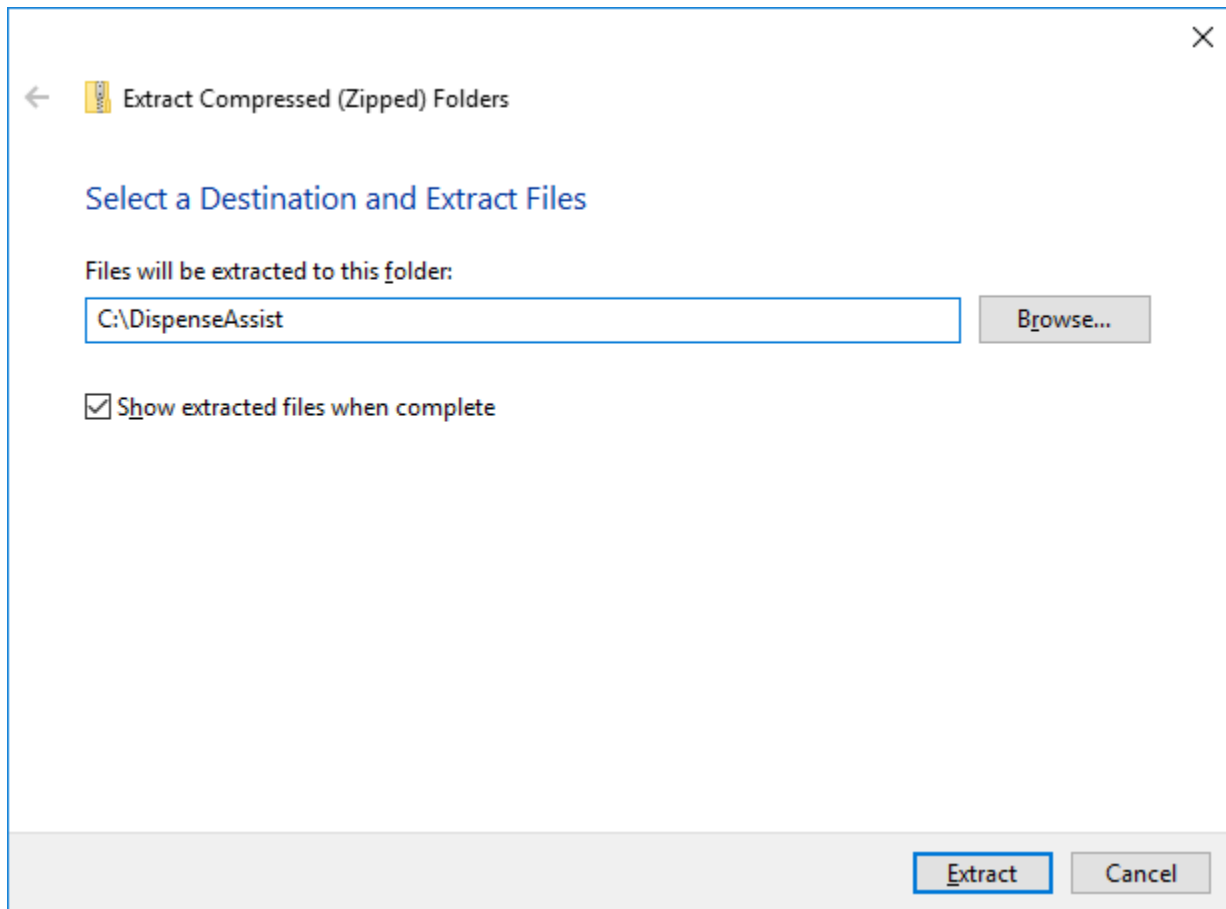 Extract Compressed (Zipped) Folders
Select a Destination and Extract Files
Files will be extracted to this folder:
C:\DispenseAssist
Browse...
Show extracted files when complete
Extract
Cancel